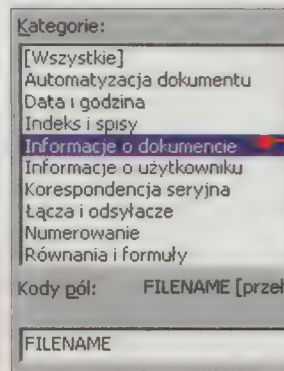 Kategorie:
[Wszystkie]
Automatyzacja dokumentu
Data i godzina
Indeks i spisy
Informacje o dokumencie
Informacje o użytkowniku
Korespondencja seryjna
Łącza i odsyłacze
Numerowanie
Równania i formuły
Kody pól: FILENAME [przeł
FILENAME